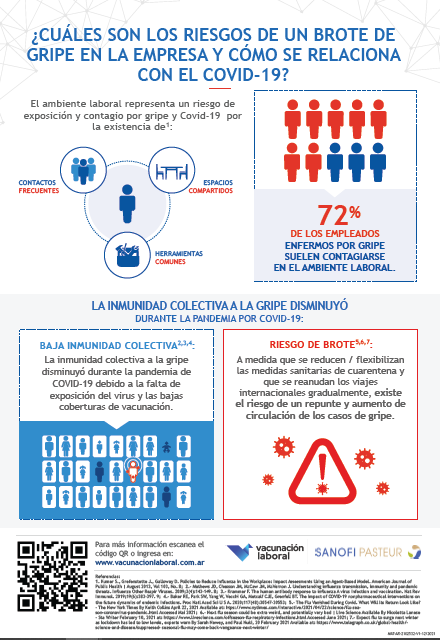 ¿CUÁLES SON LOS RIESGOS DE UN BROTE DE
GRIPE EN LA EMPRESA Y CÓMO SE RELACIONA
CON EL COVID-19?
El ambiente laboral representa un riesgo de
exposición y contagio por gripe y Covid-19 por
la existencia de¹:
CONTACTOS
FRECUENTES
ESPACIOS
COMPARTIDOS
HERRAMIENTAS
COMUNES
72%
DE LOS EMPLEADOS
ENFERMOS POR GRIPE
SUELEN CONTAGIARSE
EN EL AMBIENTE LABORAL.
LA INMUNIDAD COLECTIVA A LA GRIPE DISMINUYÓ
DURANTE LA PANDEMIA POR COVID-19:
BAJA INMUNIDAD COLECTIVA²,³,⁴:
La inmunidad colectiva a la gripe
disminuyó durante la pandemia de
COVID-19 debido a la falta de
exposición del virus y las bajas
coberturas de vacunación.
RIESGO DE BROTE⁵,⁶,⁷:
A medida que se reducen / flexibilizan
las medidas sanitarias de cuarentena y
que se reanudan los viajes
internacionales gradualmente, existe
el riesgo de un repunte y aumento de
circulación de los casos de gripe.
Para más información escanea el
código QR o ingresa en:
www.vacunacionlaboral.com.ar
vacunación
laboral
SANOFI PASTEUR
Referencias: